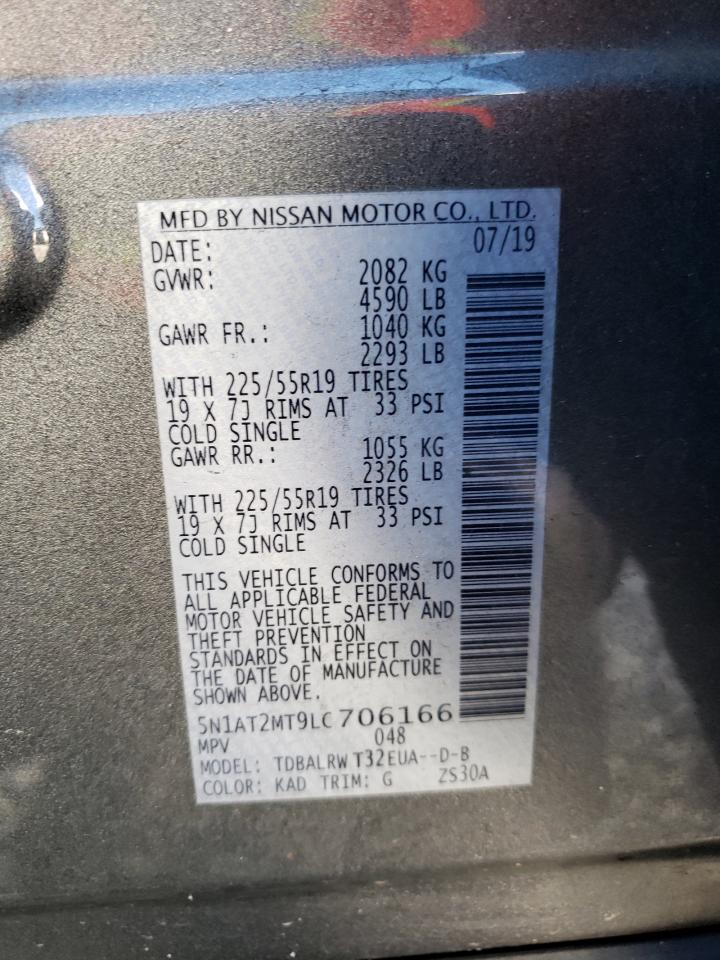 MFD BY NISSAN MOTOR CO., LTD.
DATE: 07/19
GVWR: 2082 KG
4590 LB
GAWR FR.: 1040 KG
2293 LB
WITH 225/55R19 TIRES
19 X 7J RIMS AT 33 PSI
COLD SINGLE
GAWR RR.: 1055 KG
2326 LB
WITH 225/55R19 TIRES
19 X 7J RIMS AT 33 PSI
COLD SINGLE
THIS VEHICLE CONFORMS TO
ALL APPLICABLE FEDERAL
MOTOR VEHICLE SAFETY AND
THEFT PREVENTION
STANDARDS IN EFFECT ON
THE DATE OF MANUFACTURE
SHOWN ABOVE.
5N1AT2MT9LC706166
MPV 048
MODEL: TDBALRW T32EUA--D-B
COLOR: KAD TRIM: G ZS30A